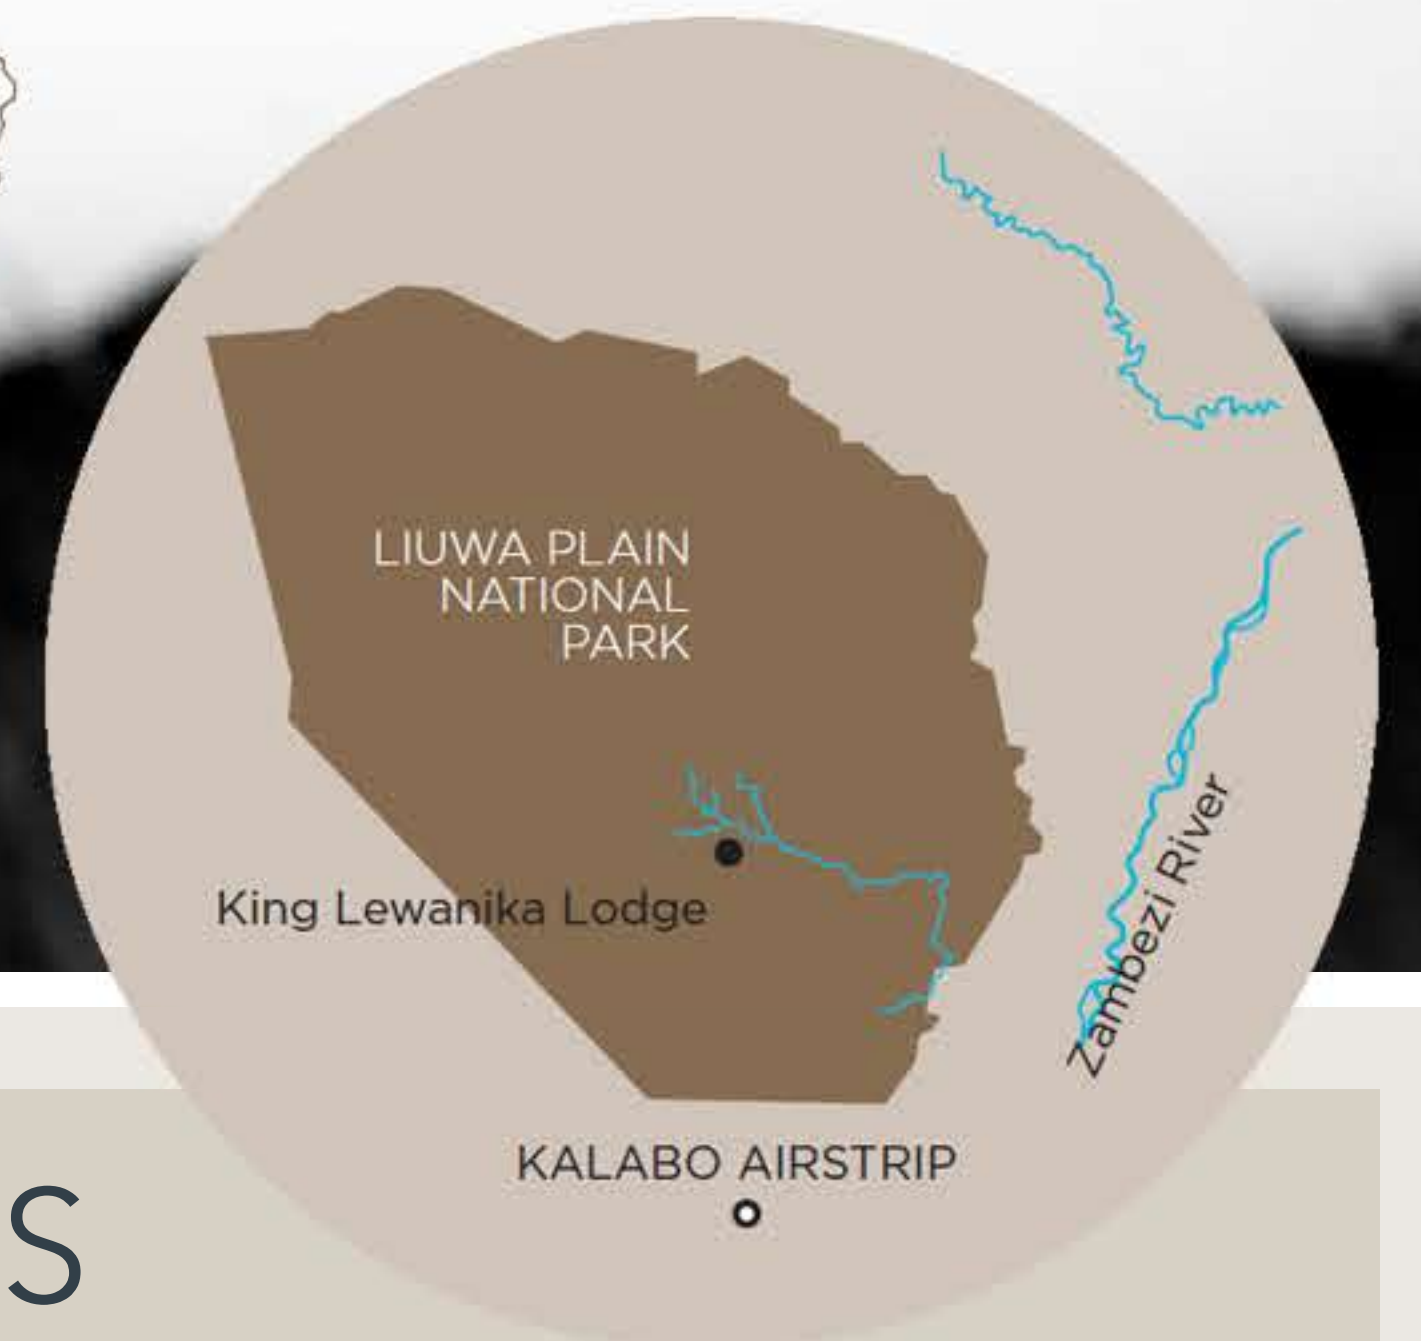 LIUWA PLAIN
NATIONAL
PARK
King Lewanika Lodge
Zambezi River
KALABO AIRSTRIP
S